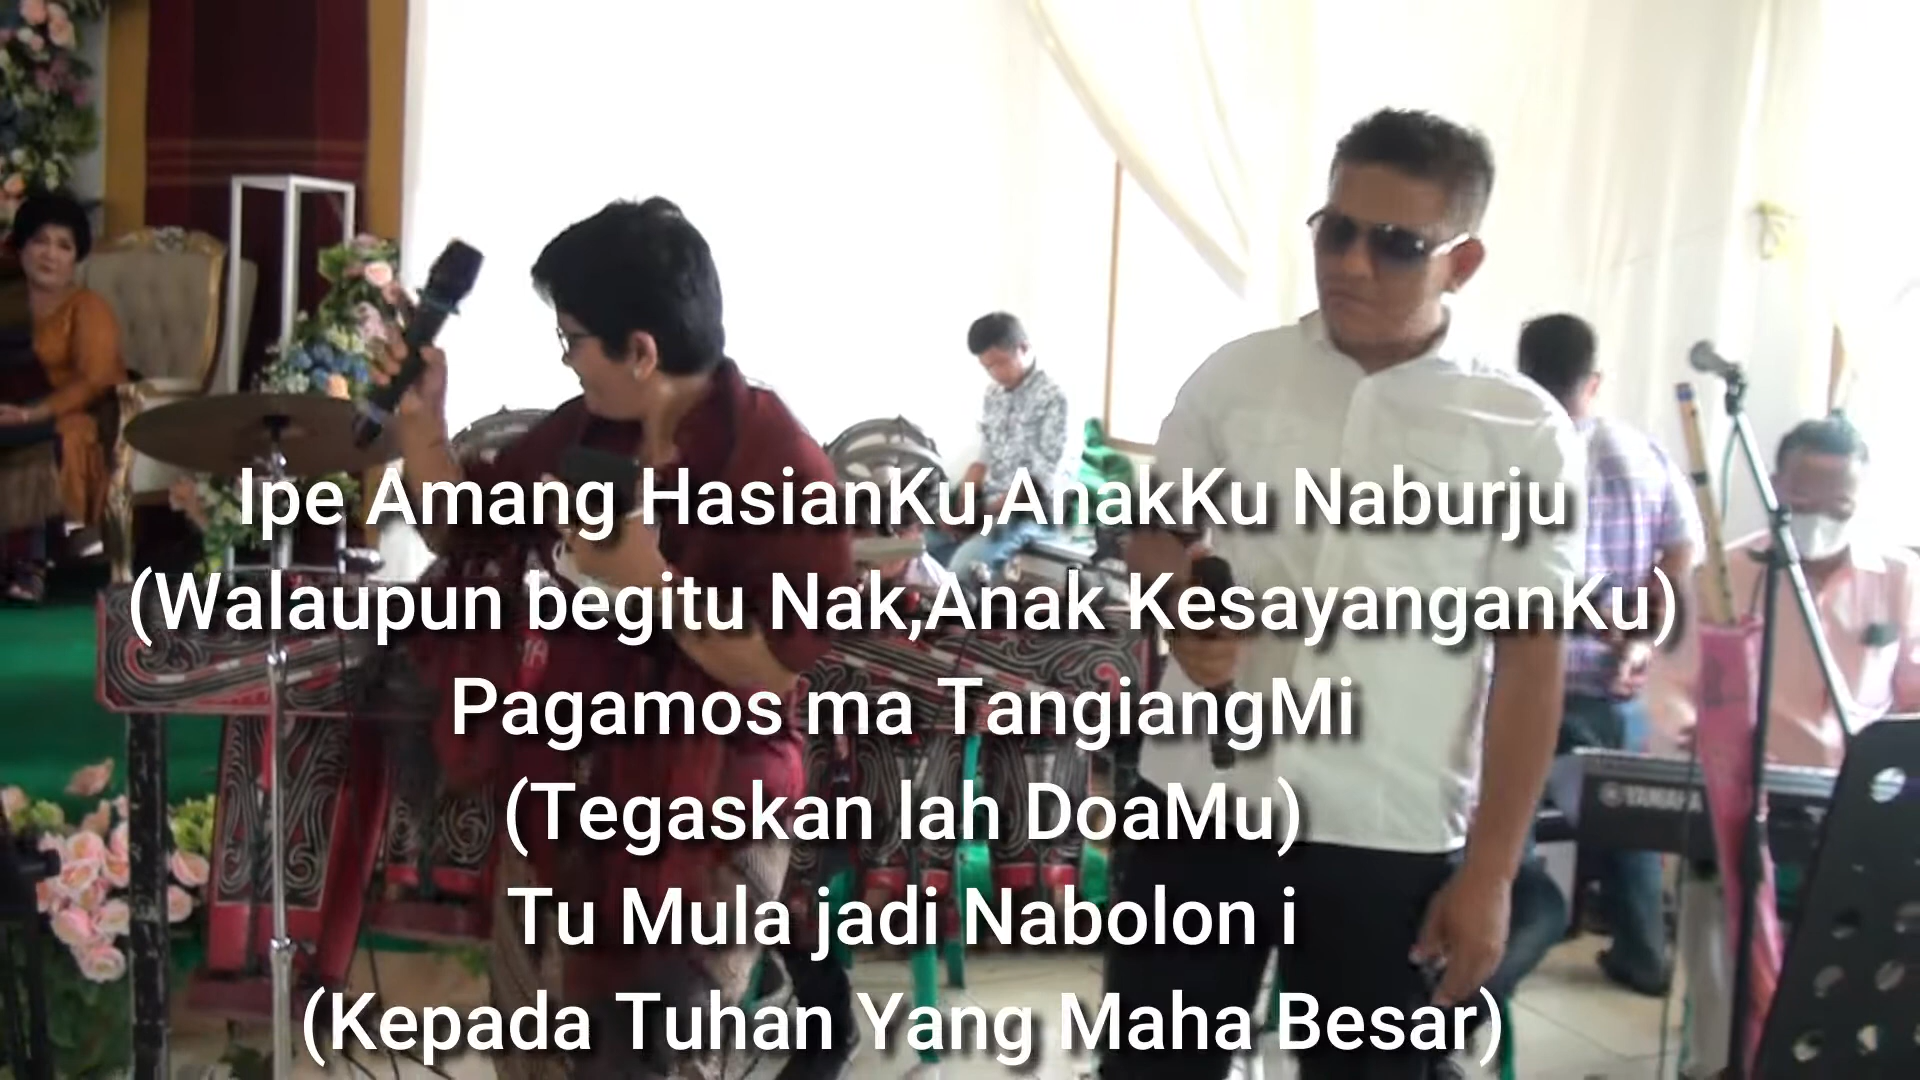 Ipe Amang HasianKu,AnakKu Naburju
(Walaupun begitu Nak,Anak KesayanganKu)
Pagamos ma TangiangMi
(Tegaskan lah DoaMu)
Tu Mula jadi Nabolon i
(Kepada Tuhan Yang Maha Besar)
YAMAHA